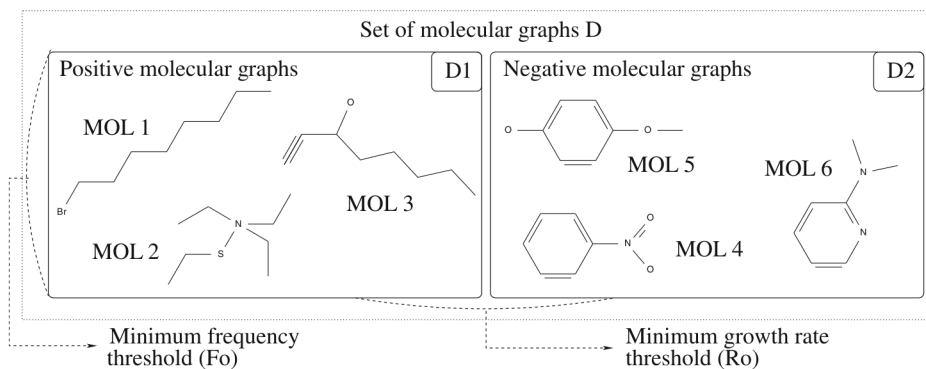 Set of molecular graphs D
Positive molecular graphs
D1
Negative molecular graphs
D2
MOL 1
Br
O
MOL 3
MOL 2
N
S
O
O
MOL 5
MOL 6
N
N
MOL 4
N
O
O
Minimum frequency
threshold (Fo)
Minimum growth rate
threshold (Ro)